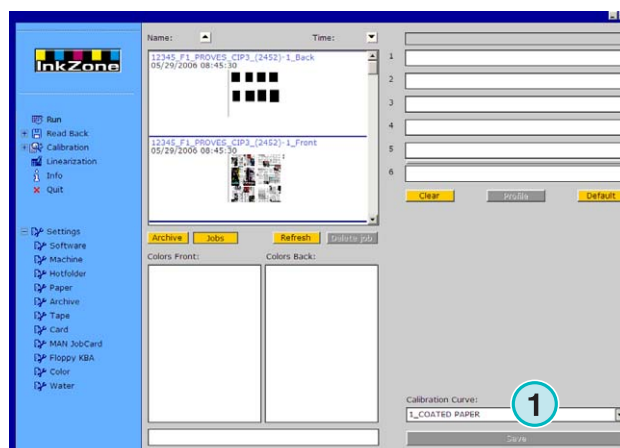 InkZone
Run
Read Back
Calibration
Linearization
Info
Quit
Settings
Software
Machine
Hotfolder
Paper
Archive
Tape
Card
MAN JobCard
Floppy KBA
Color
Water
Name: Time:
12345_F1_PROVES_CIP3_(2452)-1_Back
05/29/2006 08:45:30
12345_F1_PROVES_CIP3_(2452)-1_Front
05/29/2006 08:45:30
Archive Jobs Refresh Delete job
Colors Front: Colors Back:
1
2
3
4
5
6
Clear Profile Default
Calibration Curve:
1_COATED PAPER
1
Save